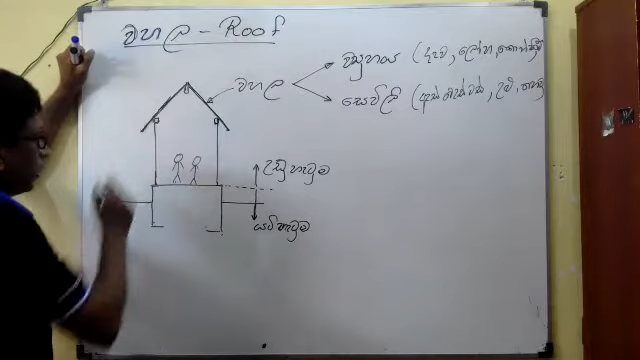 වහල - Roof
වහල
ව්‍යුහය (දැව, ලෝහ, කොන්ක්‍රීට්
සෙවිලි (ඇස්බැස්ටස්, උළු, තහඩු
උඩු හැටුම
යටි හැටුම